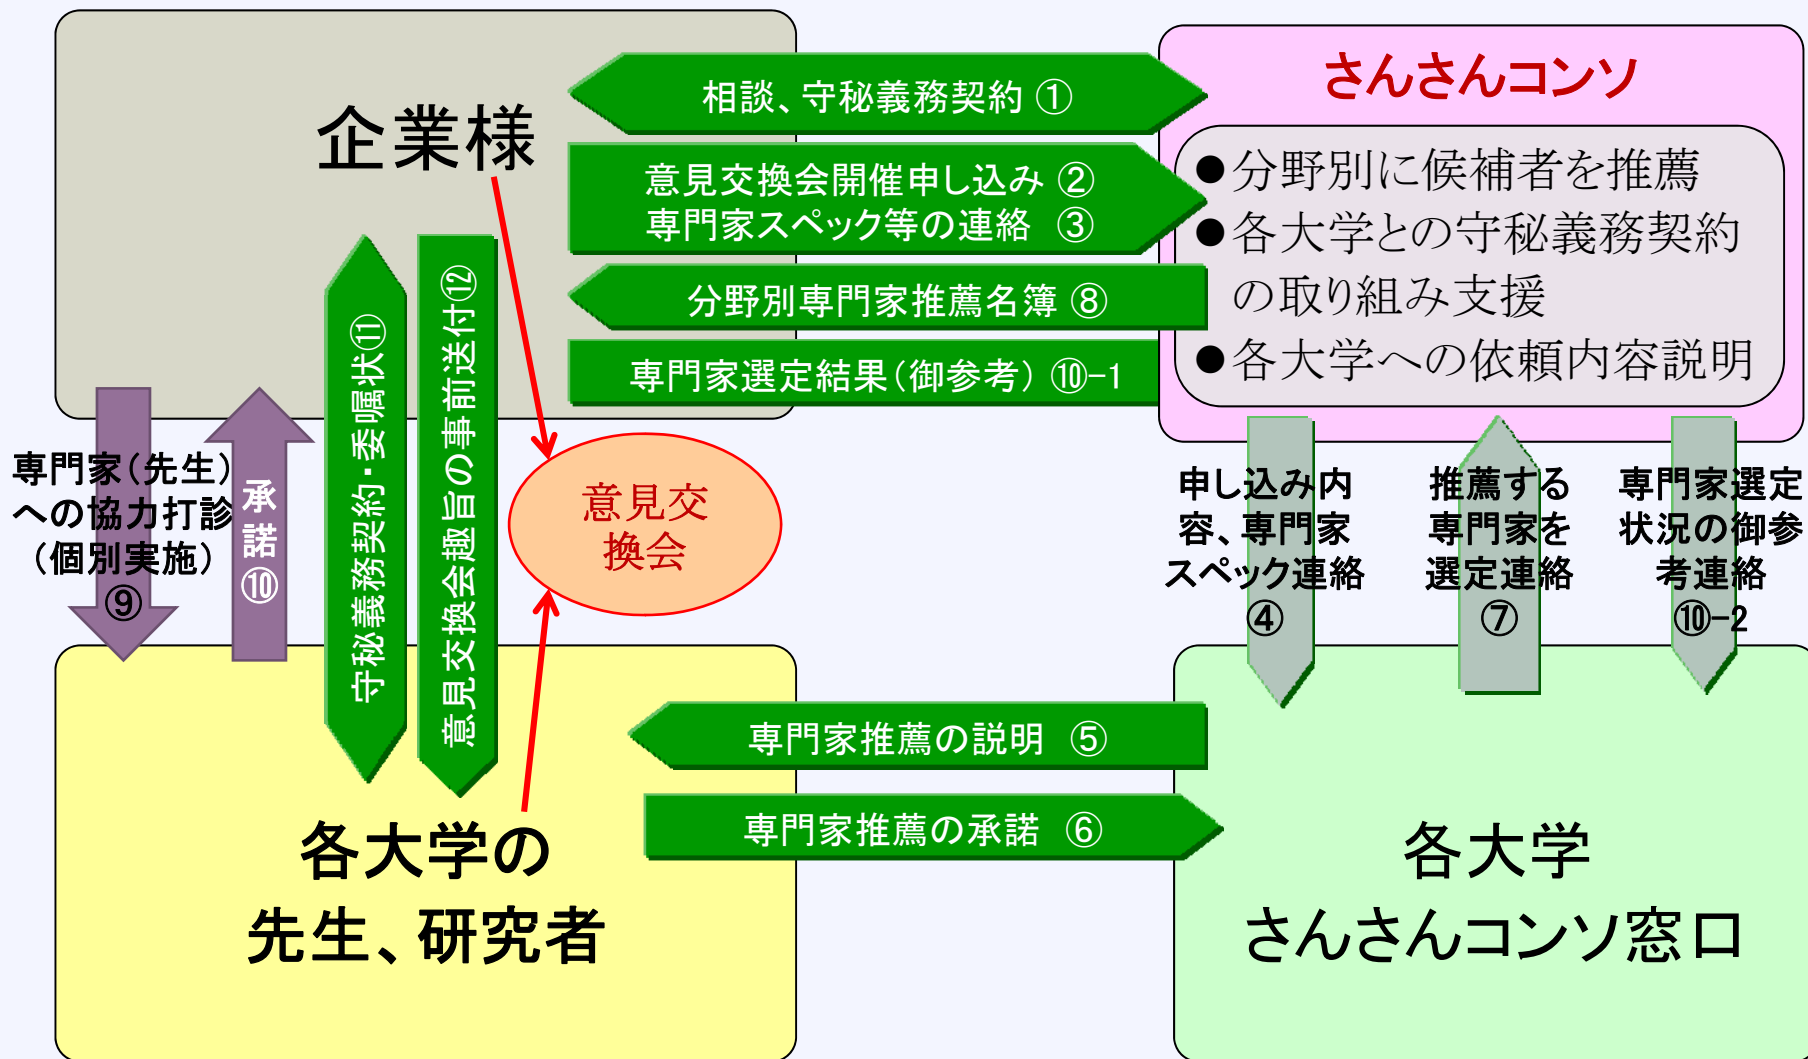 企業様
相談、守秘義務契約 ①
意見交換会開催申し込み ②
専門家スペック等の連絡 ③
分野別専門家推薦名簿 ⑧
専門家選定結果（御参考） ⑩-1
さんさんコンソ
●分野別に候補者を推薦
●各大学との守秘義務契約
の取り組み支援
●各大学への依頼内容説明
専門家（先生）
への協力打診
（個別実施）
⑨
承
諾
⑩
守秘義務契約・委嘱状⑪
意見交換会趣旨の事前送付⑫
意見交
換会
申し込み内
容、専門家
スペック連絡
④
推薦する
専門家を
選定連絡
⑦
専門家選定
状況の御参
考連絡
⑩-2
専門家推薦の説明 ⑤
専門家推薦の承諾 ⑥
各大学の
先生、研究者
各大学
さんさんコンソ窓口